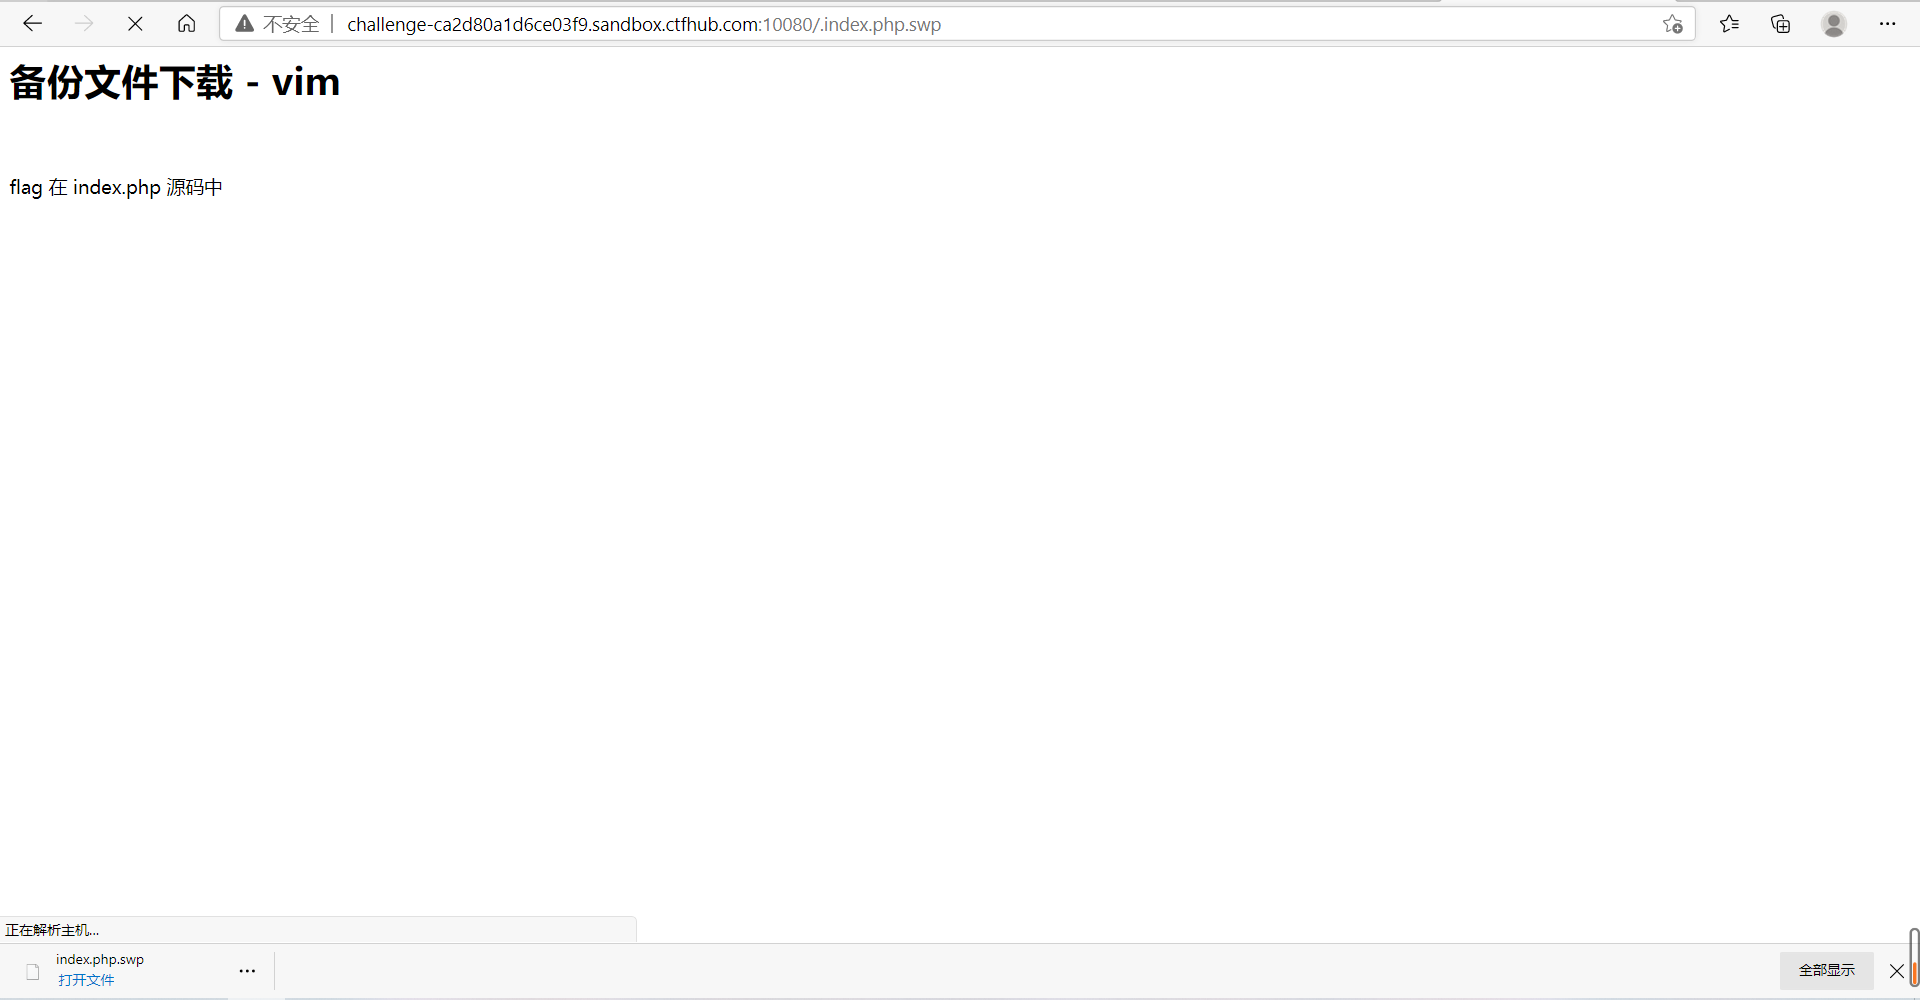 不安全 challenge-ca2d80a1d6ce03f9.sandbox.ctfhub.com:10080/.index.php.swp
备份文件下载 - vim
flag 在 index.php 源码中
正在解析主机...
index.php.swp
打开文件
全部显示